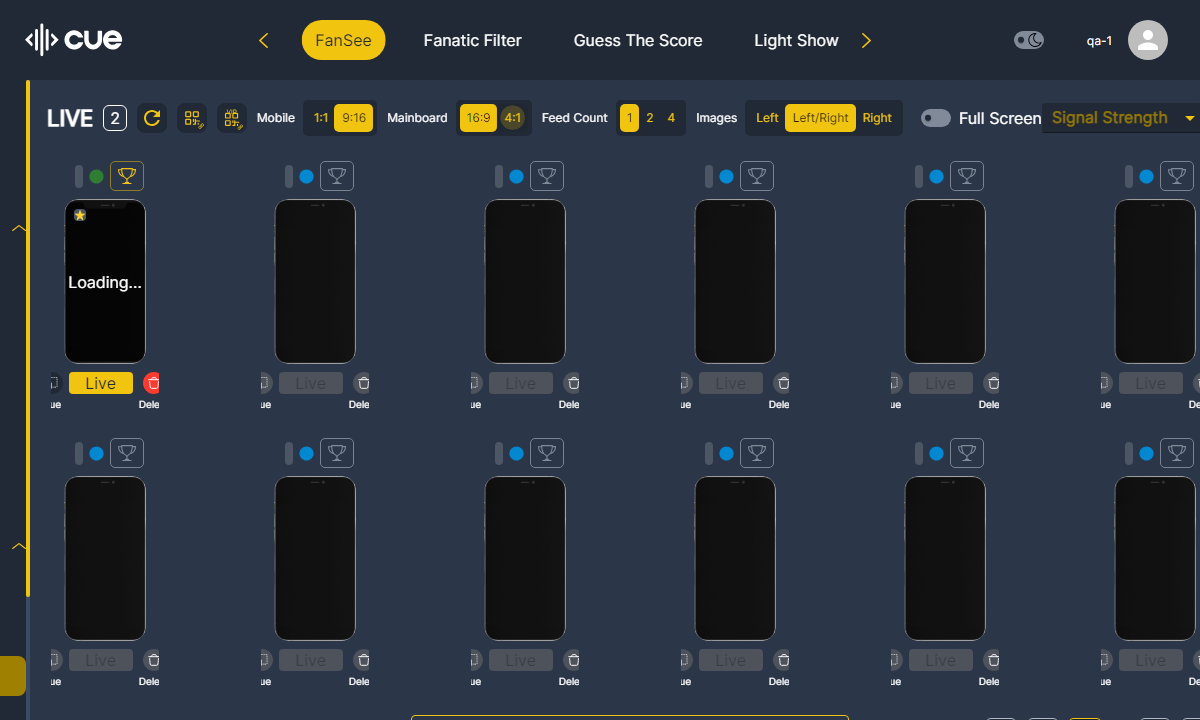 cue
FanSee
Fanatic Filter
Guess The Score
Light Show
qa-1
LIVE 2
Mobile 1:1 9:16
Mainboard 16:9 4:1
Feed Count 1 2 4
Images Left Left/Right Right
Full Screen
Signal Strength
Loading...
Live Live Live Live Live Live
ue Dele ue Dele ue Dele ue Dele ue Dele ue De
Live Live Live Live Live Live
ue Dele ue Dele ue Dele ue Dele ue Dele ue De